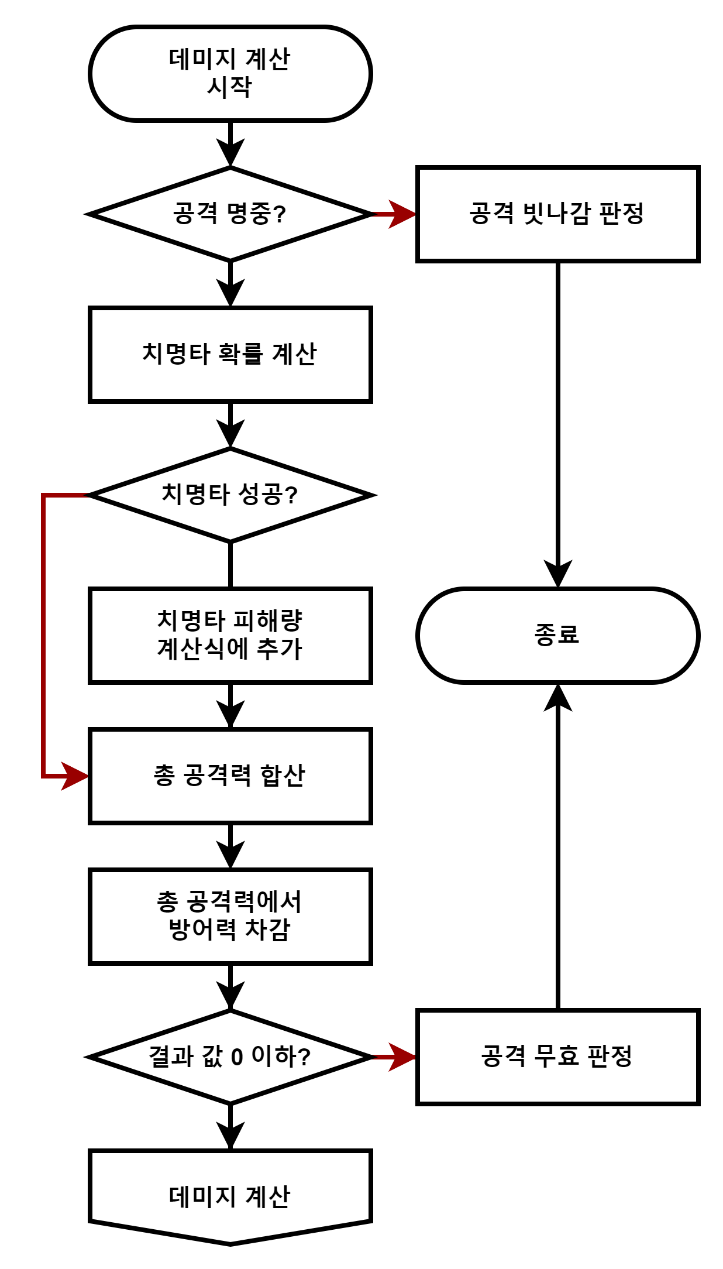 데미지 계산
시작
공격 명중?
공격 빗나감 판정
치명타 확률 계산
치명타 성공?
치명타 피해량
계산식에 추가
종료
총 공격력 합산
총 공격력에서
방어력 차감
결과 값 0 이하?
공격 무효 판정
데미지 계산